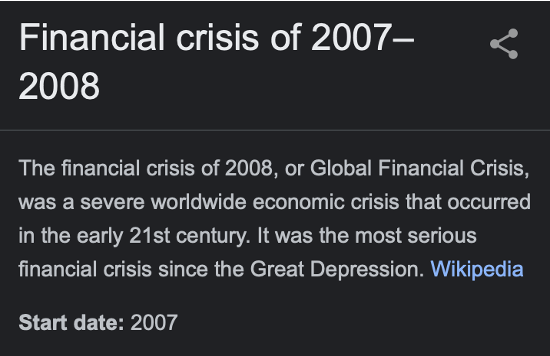 Financial crisis of 2007–
2008
The financial crisis of 2008, or Global Financial Crisis,
was a severe worldwide economic crisis that occurred
in the early 21st century. It was the most serious
financial crisis since the Great Depression. Wikipedia
Start date: 2007